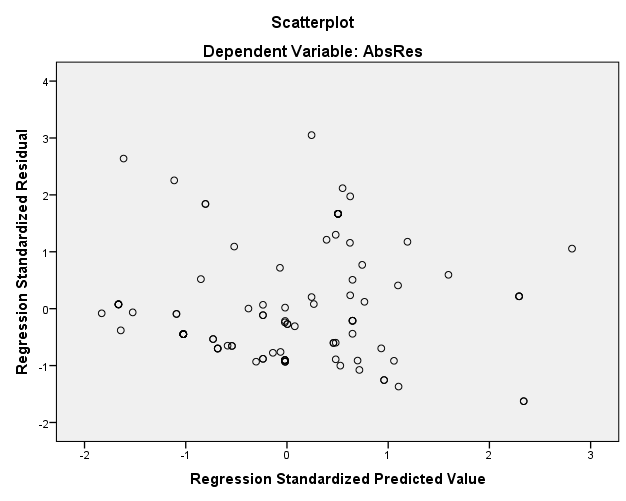 Scatterplot
Dependent Variable: AbsRes
Regression Standardized Residual
4
3
2
1
0
-1
-2
-2 -1 0 1 2 3
Regression Standardized Predicted Value